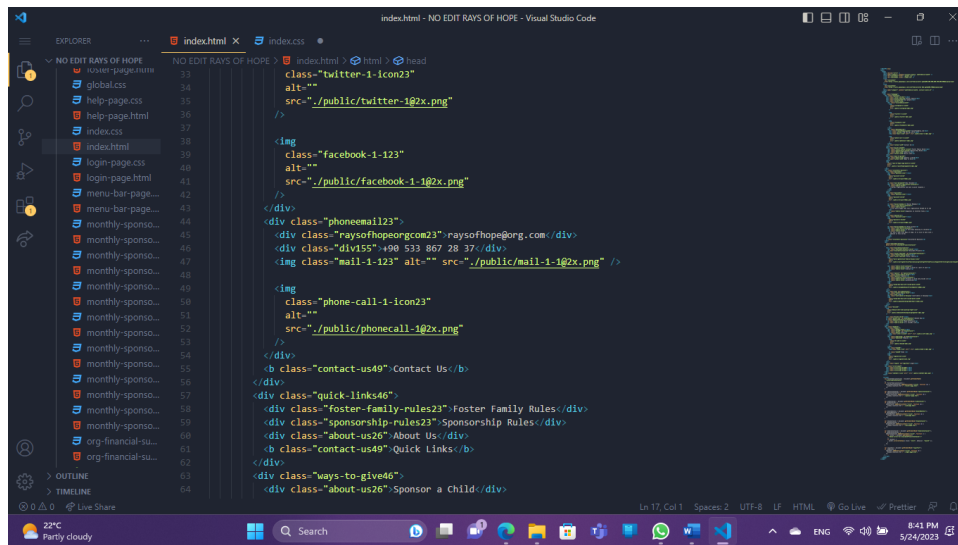 index.html - NO EDIT RAYS OF HOPE - Visual Studio Code
EXPLORER ...
index.html × index.css ●
NO EDIT RAYS OF HOPE
NO EDIT RAYS OF HOPE > index.html > html > head
foster-page.html
global.css
help-page.css
help-page.html
index.css
index.html
login-page.css
login-page.html
menu-bar-page....
menu-bar-page....
monthly-sponso...
monthly-sponso...
monthly-sponso...
monthly-sponso...
monthly-sponso...
monthly-sponso...
monthly-sponso...
monthly-sponso...
monthly-sponso...
monthly-sponso...
monthly-sponso...
monthly-sponso...
monthly-sponso...
monthly-sponso...
org-financial-su...
org-financial-su...
OUTLINE
TIMELINE
33 class="twitter-1-icon23"
34 alt=""
35 src="./public/twitter-1@2x.png"
36 />
37
38 <img
39 class="facebook-1-123"
40 alt=""
41 src="./public/facebook-1-1@2x.png"
42 />
43 </div>
44 <div class="phoneemail23">
45 <div class="raysofhopeorgcom23">raysofhope@org.com</div>
46 <div class="div155">+90 533 867 28 37</div>
47 <img class="mail-1-123" alt="" src="./public/mail-1-1@2x.png" />
48
49 <img
50 class="phone-call-1-icon23"
51 alt=""
52 src="./public/phonecall-1@2x.png"
53 />
54 </div>
55 <b class="contact-us49">Contact Us</b>
56 </div>
57 <div class="quick-links46">
58 <div class="foster-family-rules23">Foster Family Rules</div>
59 <div class="sponsorship-rules23">Sponsorship Rules</div>
60 <div class="about-us26">About Us</div>
61 <b class="contact-us49">Quick Links</b>
62 </div>
63 <div class="ways-to-give46">
64 <div class="about-us26">Sponsor a Child</div>
0 0 Live Share
Ln 17, Col 1 Spaces: 2 UTF-8 LF HTML Go Live Prettier
22°C
Partly cloudy
Search
ENG
8:41 PM
5/24/2023